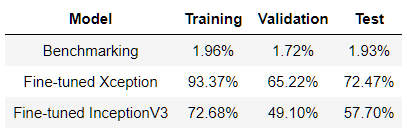 Model Training Validation Test
Benchmarking 1.96% 1.72% 1.93%
Fine-tuned Xception 93.37% 65.22% 72.47%
Fine-tuned InceptionV3 72.68% 49.10% 57.70%